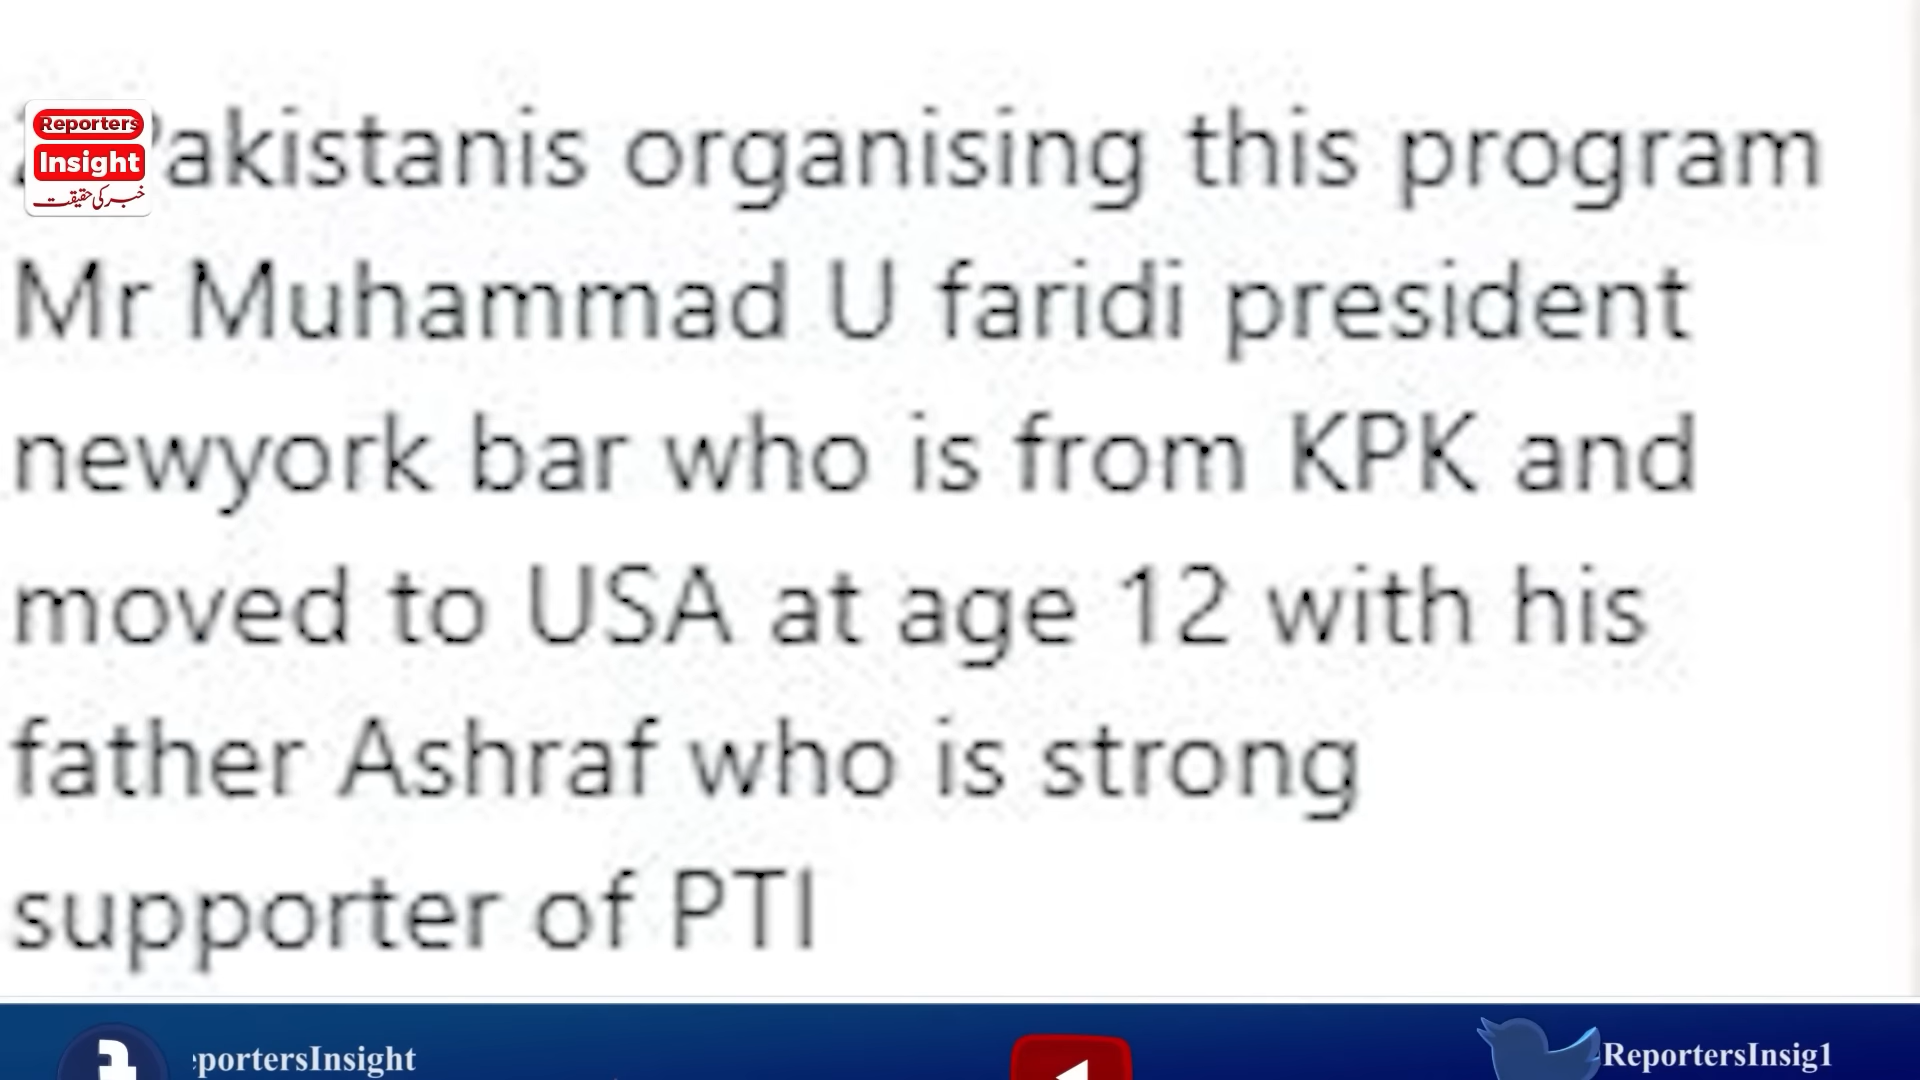 Reporters
Insight
خبر کی حقیقت
Pakistanis organising this program
Mr Muhammad U faridi president
newyork bar who is from KPK and
moved to USA at age 12 with his
father Ashraf who is strong
supporter of PTI
portersInsight
ReportersInsig1